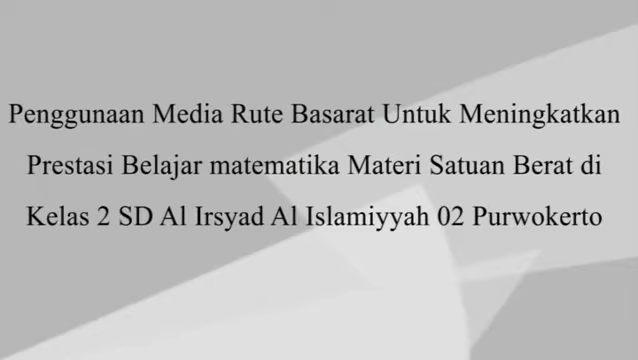 Penggunaan Media Rute Basarat Untuk Meningkatkan
Prestasi Belajar matematika Materi Satuan Berat di
Kelas 2 SD Al Irsyad Al Islamiyyah 02 Purwokerto